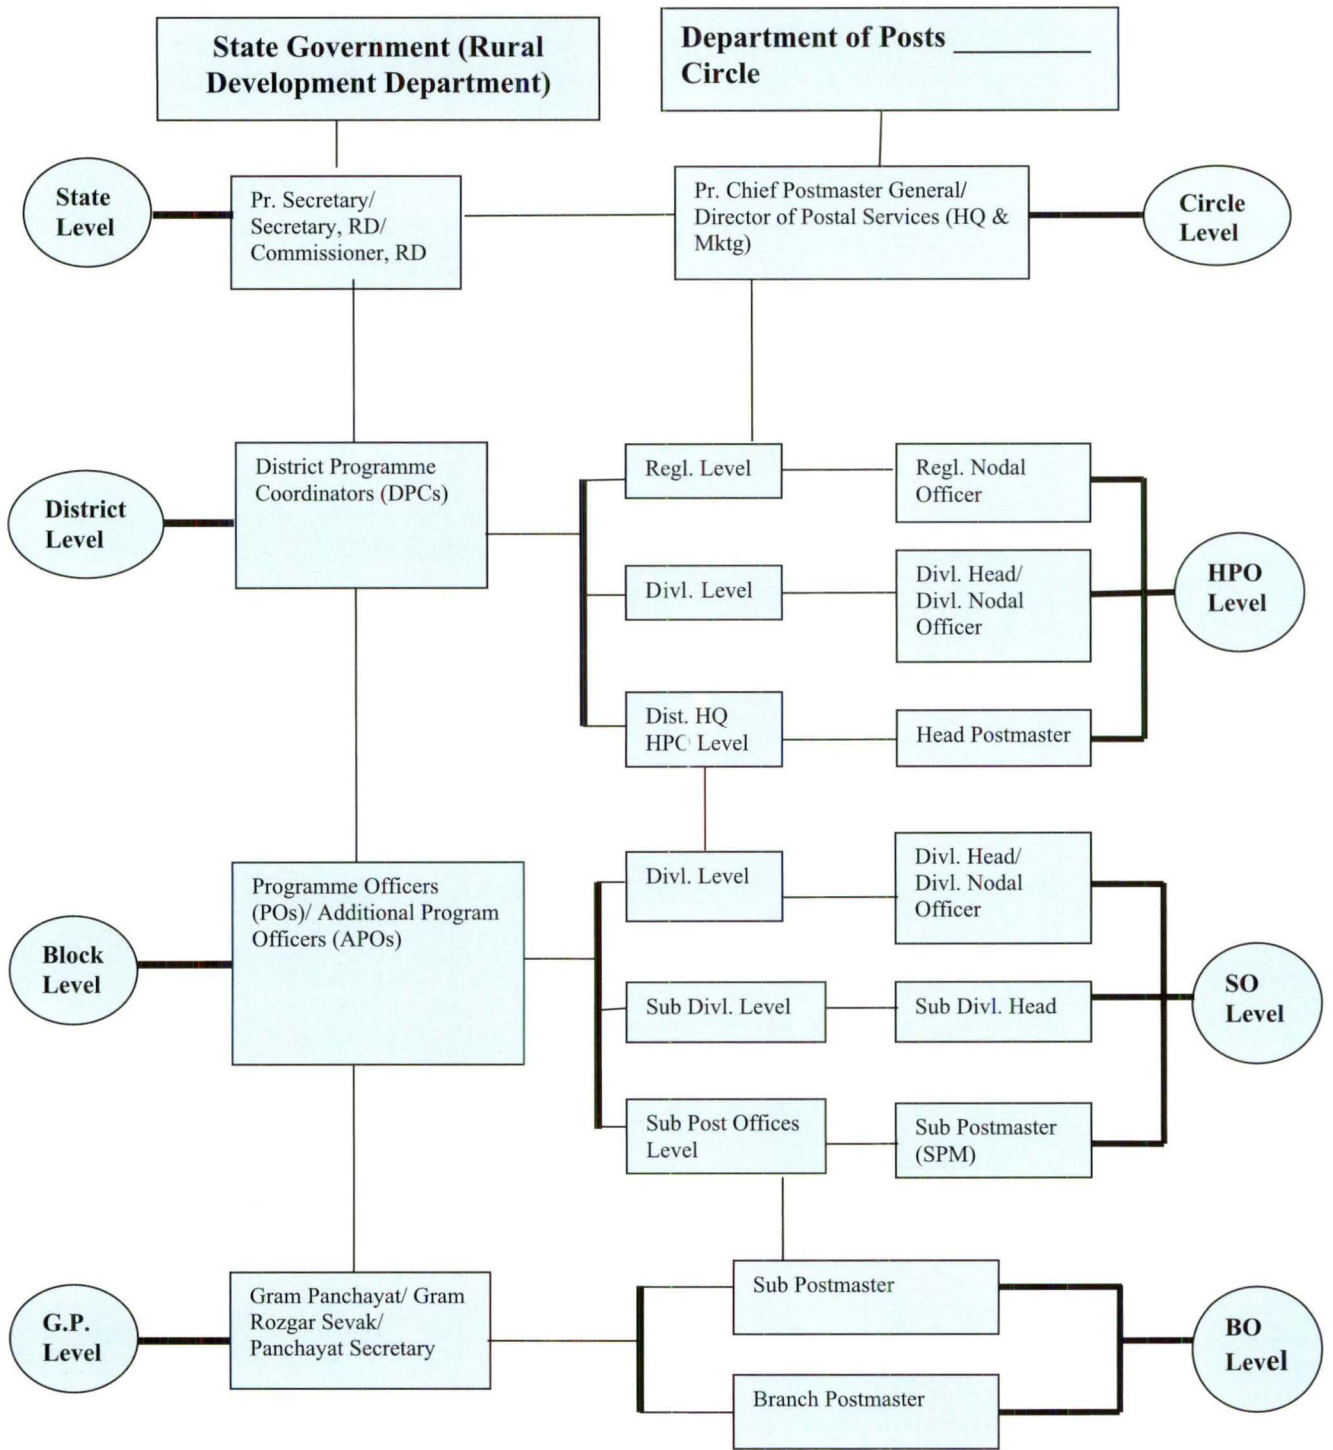 State Government (Rural
Development Department)
Department of Posts __________
Circle
State
Level
Pr. Secretary/
Secretary, RD/
Commissioner, RD
Pr. Chief Postmaster General/
Director of Postal Services (HQ &
Mktg)
Circle
Level
District
Level
District Programme
Coordinators (DPCs)
Regl. Level
Regl. Nodal
Officer
Divl. Level
Divl. Head/
Divl. Nodal
Officer
HPO
Level
Dist. HQ
HPO Level
Head Postmaster
Block
Level
Programme Officers
(POs)/ Additional Program
Officers (APOs)
Divl. Level
Divl. Head/
Divl. Nodal
Officer
Sub Divl. Level
Sub Divl. Head
SO
Level
Sub Post Offices
Level
Sub Postmaster
(SPM)
G.P.
Level
Gram Panchayat/ Gram
Rozgar Sevak/
Panchayat Secretary
Sub Postmaster
Branch Postmaster
BO
Level